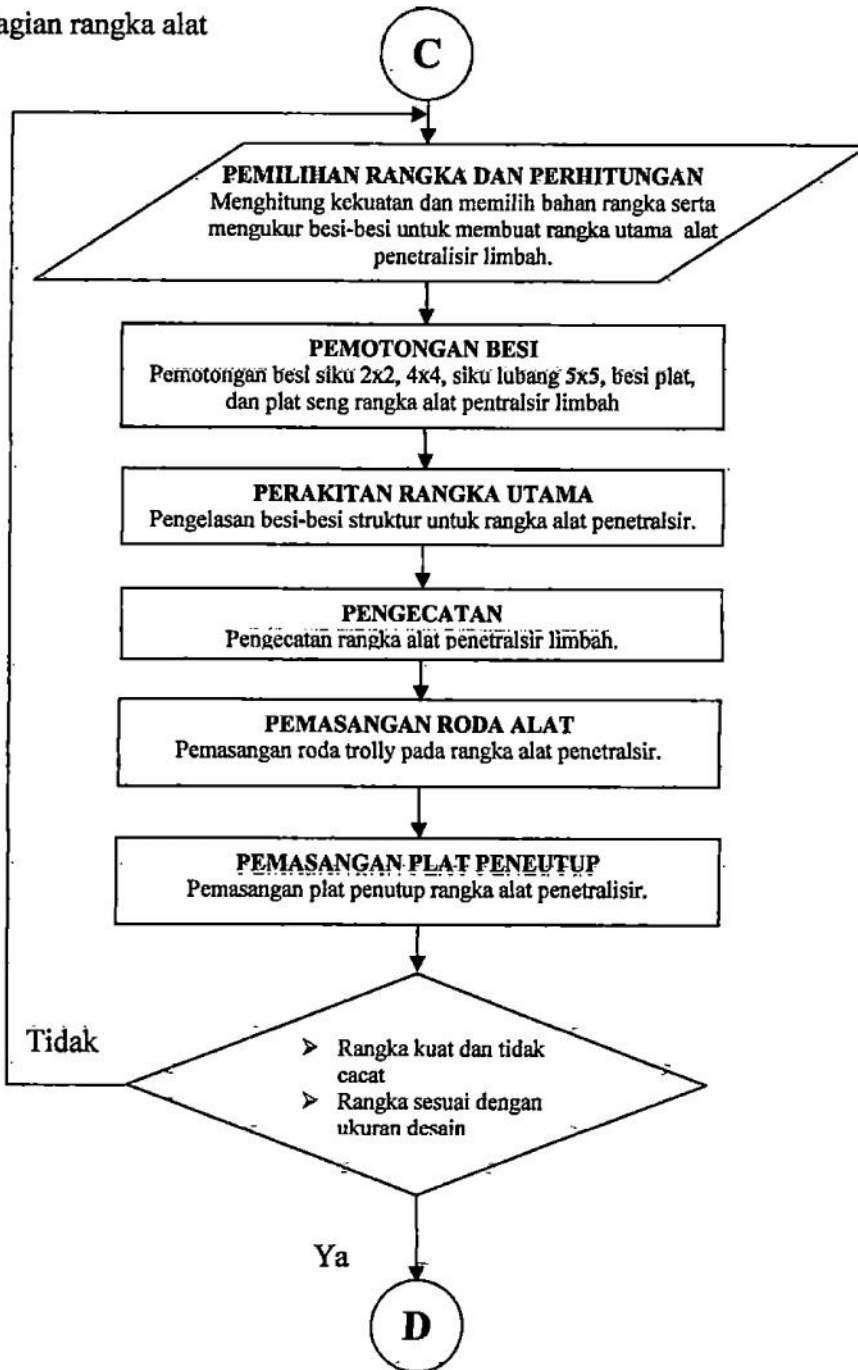 agian rangka alat
C
PEMILIHAN RANGKA DAN PERHITUNGAN
Menghitung kekuatan dan memilih bahan rangka serta
mengukur besi-besi untuk membuat rangka utama alat
penetralisir limbah.
PEMOTONGAN BESI
Pemotongan besi siku 2x2, 4x4, siku lubang 5x5, besi plat,
dan plat seng rangka alat pentralsir limbah
PERAKITAN RANGKA UTAMA
Pengelasan besi-besi struktur untuk rangka alat penetralsir.
PENGECATAN
Pengecatan rangka alat penetralsir limbah.
PEMASANGAN RODA ALAT
Pemasangan roda trolly pada rangka alat penetralsir.
PEMASANGAN PLAT PENEUTUP
Pemasangan plat penutup rangka alat penetralisir.
Tidak
➢ Rangka kuat dan tidak
cacat
➢ Rangka sesuai dengan
ukuran desain
Ya
D